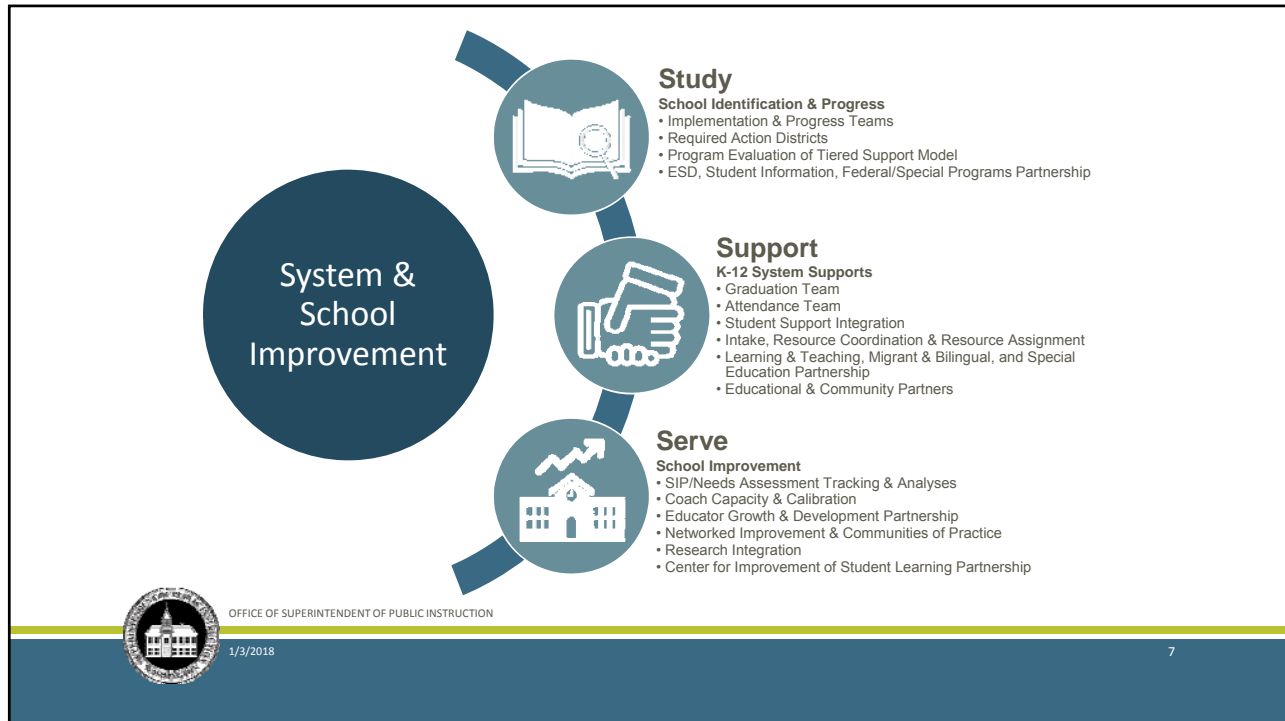 System &
School
Improvement
Study
School Identification & Progress
• Implementation & Progress Teams
• Required Action Districts
• Program Evaluation of Tiered Support Model
• ESD, Student Information, Federal/Special Programs Partnership
Support
K-12 System Supports
• Graduation Team
• Attendance Team
• Student Support Integration
• Intake, Resource Coordination & Resource Assignment
• Learning & Teaching, Migrant & Bilingual, and Special
Education Partnership
• Educational & Community Partners
Serve
School Improvement
• SIP/Needs Assessment Tracking & Analyses
• Coach Capacity & Calibration
• Educator Growth & Development Partnership
• Networked Improvement & Communities of Practice
• Research Integration
• Center for Improvement of Student Learning Partnership
OFFICE OF SUPERINTENDENT OF PUBLIC INSTRUCTION
1/3/2018
7